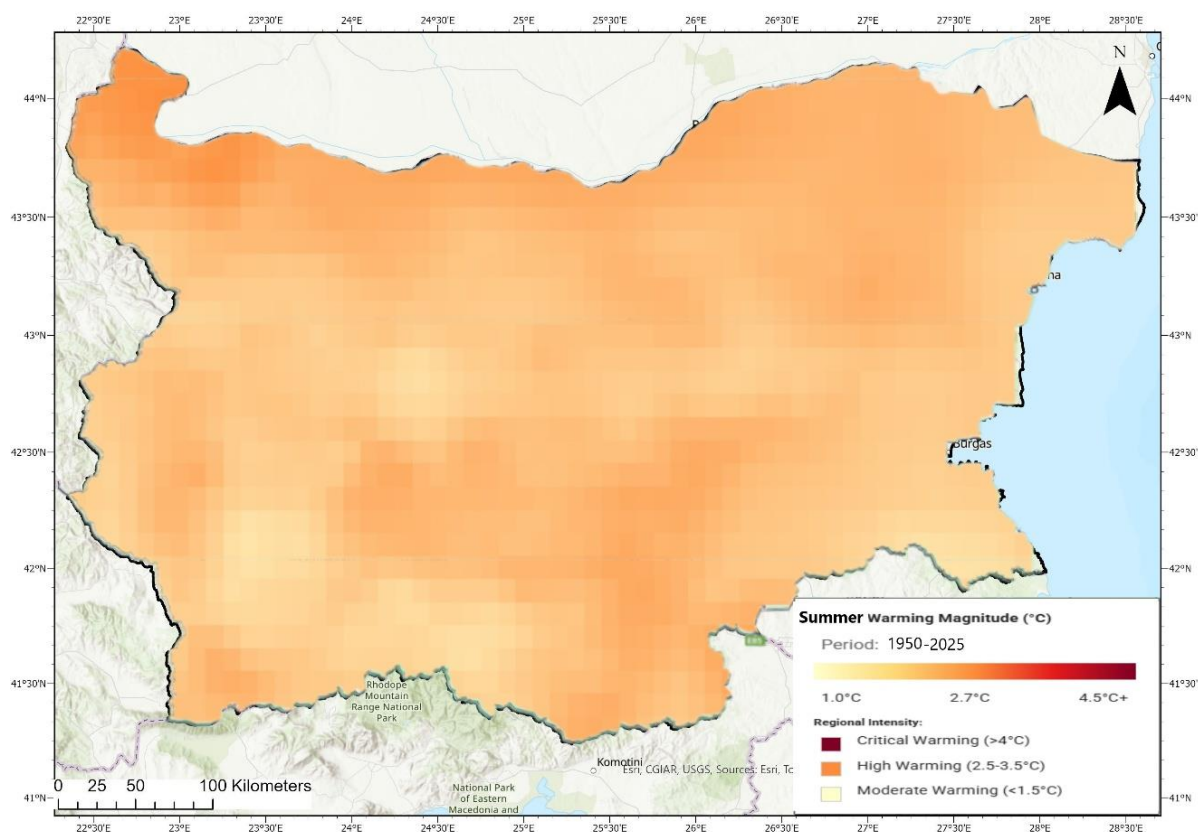 22°30'E 23°E 23°30'E 24°E 24°30'E 25°E 25°30'E 26°E 26°30'E 27°E 27°30'E 28°E 28°30'E
N
44°N 44°N
43°30'N 43°30'N
na
43°N 43°N
Burgas
42°30'N 42°30'N
42°N 42°N
Summer Warming Magnitude (°C)
Period: 1950-2025
1.0°C 2.7°C 4.5°C+
Regional Intensity:
Critical Warming (>4°C)
High Warming (2.5-3.5°C)
Moderate Warming (<1.5°C)
E85
41°30'N 41°30'N
Rhodope
Mountain
Range National
Park
Komotini
Esri, CGIAR, USGS, Sources: Esri, Tc
0 25 50 100 Kilometers
National Park
of Eastern
Macedonia and
41°N 41°N
22°30'E 23°E 23°30'E 24°E 24°30'E 25°E 25°30'E 26°E 26°30'E 27°E 27°30'E 28°E 28°30'E